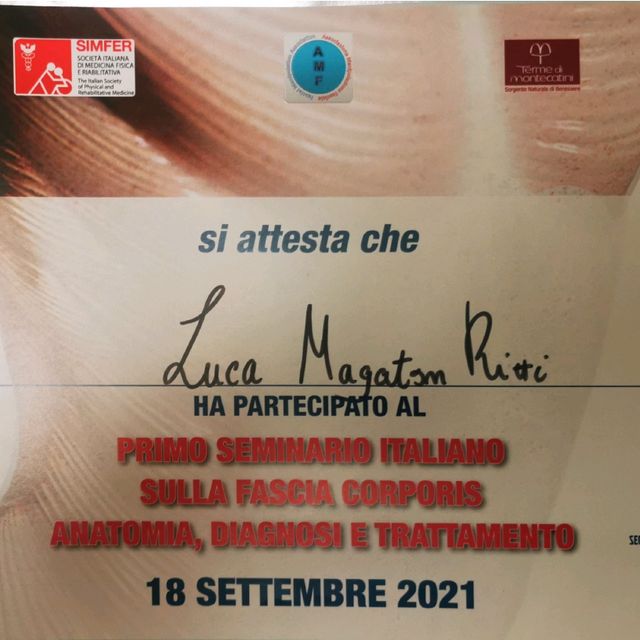 SIMFER
SOCIETÀ ITALIANA
DI MEDICINA FISICA
E RIABILITATIVA
The Italian Society
of Physical and
Rehabilitative Medicine
AMF
Terme di
montecatini
Sorgente Naturale di Benessere
si attesta che
Luca Magaton Ritti
HA PARTECIPATO AL
PRIMO SEMINARIO ITALIANO
SULLA FASCIA CORPORIS
ANATOMIA, DIAGNOSI E TRATTAMENTO
18 SETTEMBRE 2021